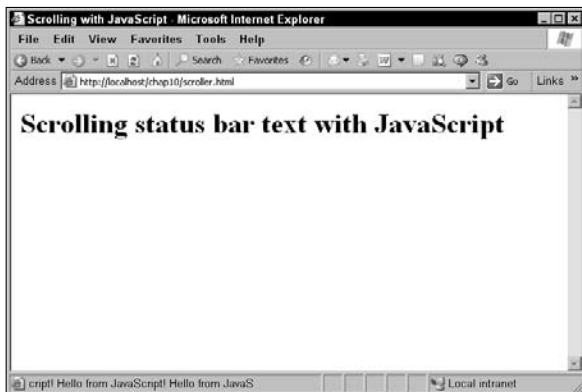 Scrolling with JavaScript - Microsoft Internet Explorer
File Edit View Favorites Tools Help
Back Search Favorites
Address http://localhost/chap10/scroller.html Go Links »
Scrolling status bar text with JavaScript
cript! Hello from JavaScript! Hello from JavaS Local intranet